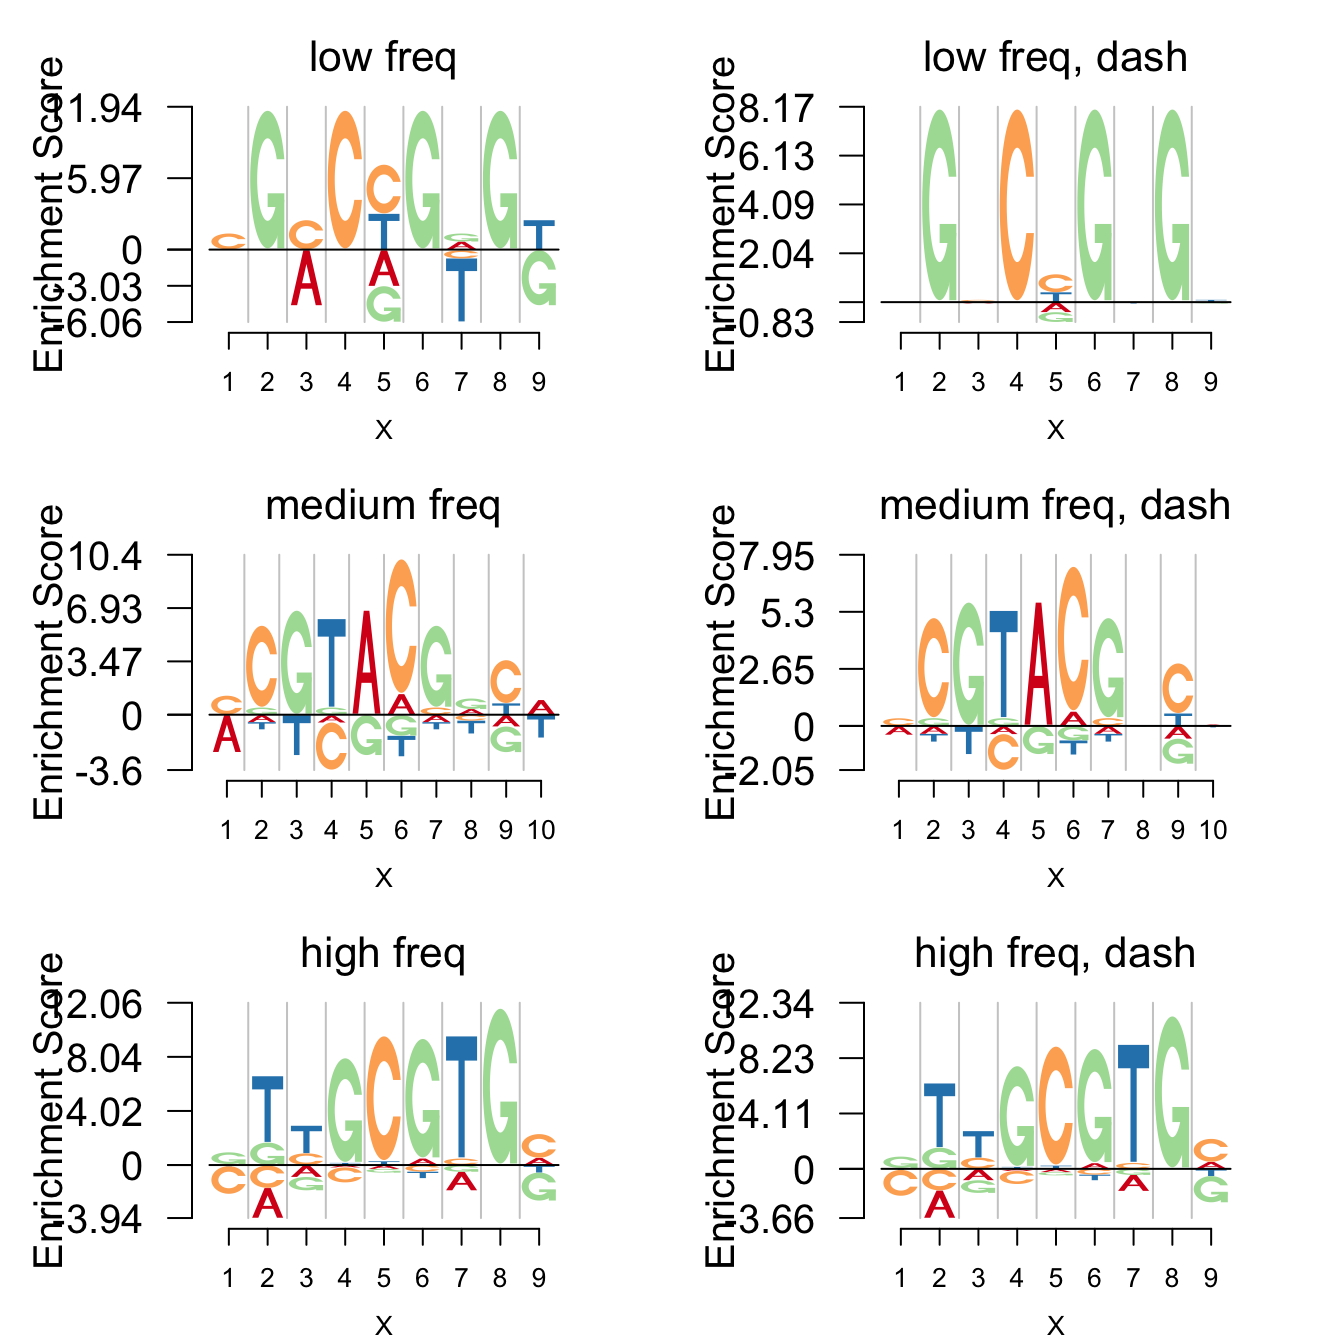 low freq
Enrichment Score
11.94
5.97
0
-3.03
-6.06
C G C A C C T A G G G A C T G T G
1 2 3 4 5 6 7 8 9
X
low freq, dash
Enrichment Score
8.17
6.13
4.09
2.04
-0.83
G C C T A G G G
1 2 3 4 5 6 7 8 9
X
medium freq
Enrichment Score
10.4
6.93
3.47
0
-3.6
C A C G A T G T T G A C A G C A G T G C A T G A C T C T A G A T
1 2 3 4 5 6 7 8 9 10
X
medium freq, dash
Enrichment Score
7.95
5.3
2.65
0
-2.05
C A C G A T G T T G A C A G C A G T G C A T C T A G
1 2 3 4 5 6 7 8 9 10
X
high freq
Enrichment Score
12.06
8.04
4.02
0
-3.94
G C T G C A T C A G G C C G A C T T C A G C A T G
1 2 3 4 5 6 7 8 9
X
high freq, dash
Enrichment Score
12.34
8.23
4.11
0
-3.66
G C T G C A T C A G G C C G A C T T C A G C A T G
1 2 3 4 5 6 7 8 9
X